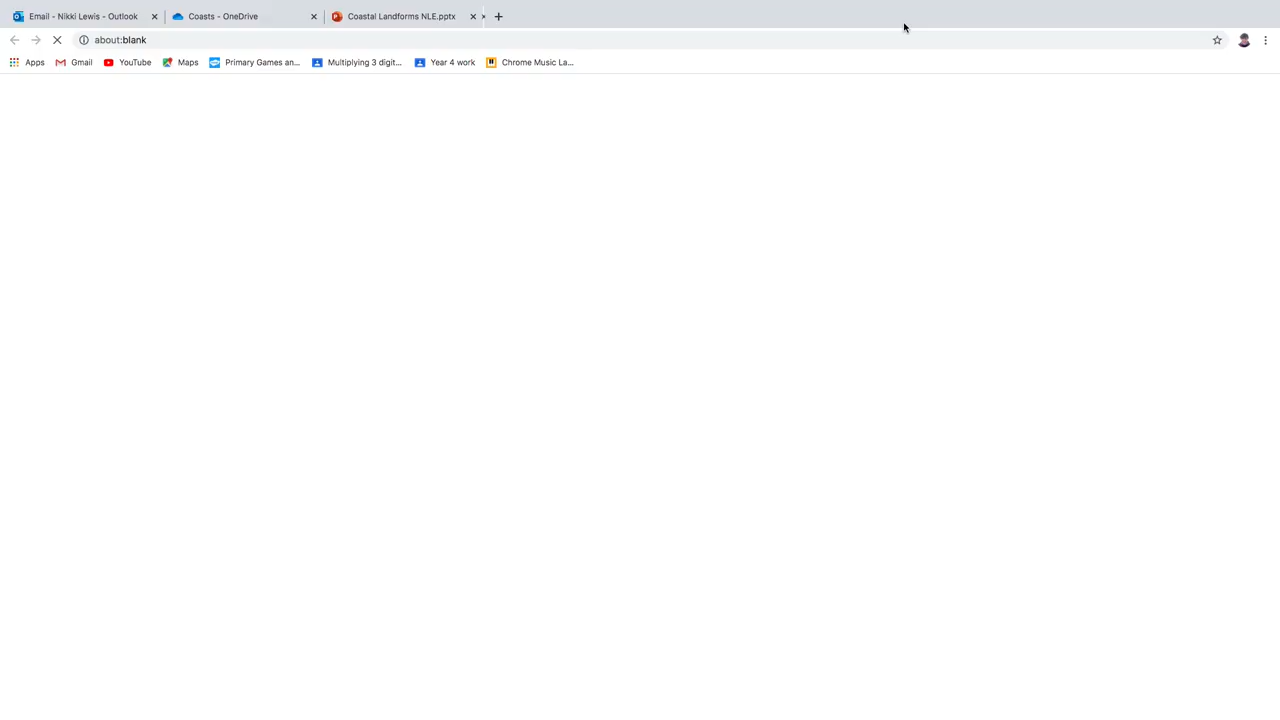 Email - Nikki Lewis - Outlook Coasts - OneDrive Coastal Landforms NLE.pptx
about:blank
Apps Gmail YouTube Maps Primary Games an... Multiplying 3 digit... Year 4 work Chrome Music La...